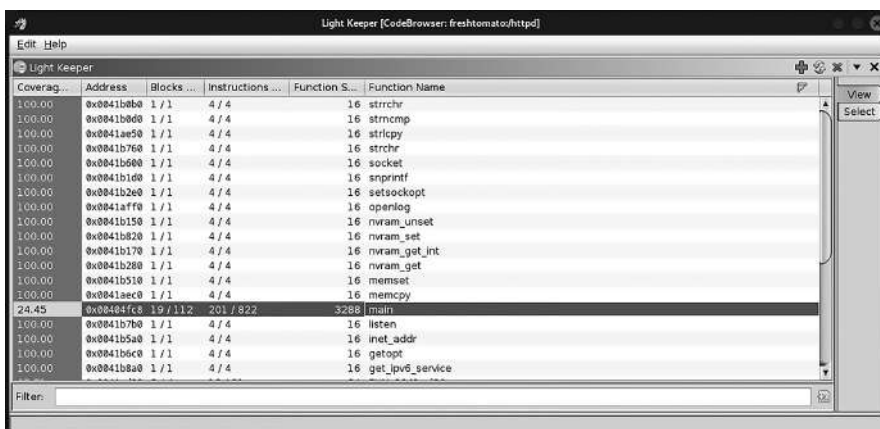 Light Keeper [CodeBrowser: freshtomato:/httpd]
Edit Help
Light Keeper
Coverag... Address Blocks ... Instructions ... Function S... Function Name
View
Select
100.00 0x0041b0b0 1 / 1 4 / 4 16 strrchr
100.00 0x0041b0d0 1 / 1 4 / 4 16 strncmp
100.00 0x0041ae50 1 / 1 4 / 4 16 strlcpy
100.00 0x0041b760 1 / 1 4 / 4 16 strchr
100.00 0x0041b600 1 / 1 4 / 4 16 socket
100.00 0x0041b1d0 1 / 1 4 / 4 16 snprintf
100.00 0x0041b2e0 1 / 1 4 / 4 16 setsockopt
100.00 0x0041aff0 1 / 1 4 / 4 16 openlog
100.00 0x0041b150 1 / 1 4 / 4 16 nvram_unset
100.00 0x0041b820 1 / 1 4 / 4 16 nvram_set
100.00 0x0041b170 1 / 1 4 / 4 16 nvram_get_int
100.00 0x0041b280 1 / 1 4 / 4 16 nvram_get
100.00 0x0041b510 1 / 1 4 / 4 16 memset
100.00 0x0041aec0 1 / 1 4 / 4 16 memcpy
24.45 0x00404fc8 19 / 112 201 / 822 3288 main
100.00 0x0041b7b0 1 / 1 4 / 4 16 listen
100.00 0x0041b5a0 1 / 1 4 / 4 16 inet_addr
100.00 0x0041b6c0 1 / 1 4 / 4 16 getopt
100.00 0x0041b8a0 1 / 1 4 / 4 16 get_ipv6_service
Filter: